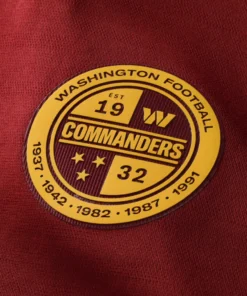 WASHINGTON FOOTBALL
EST
19
W
COMMANDERS
32
1937 • 1942 • 1982 • 1987 • 1991